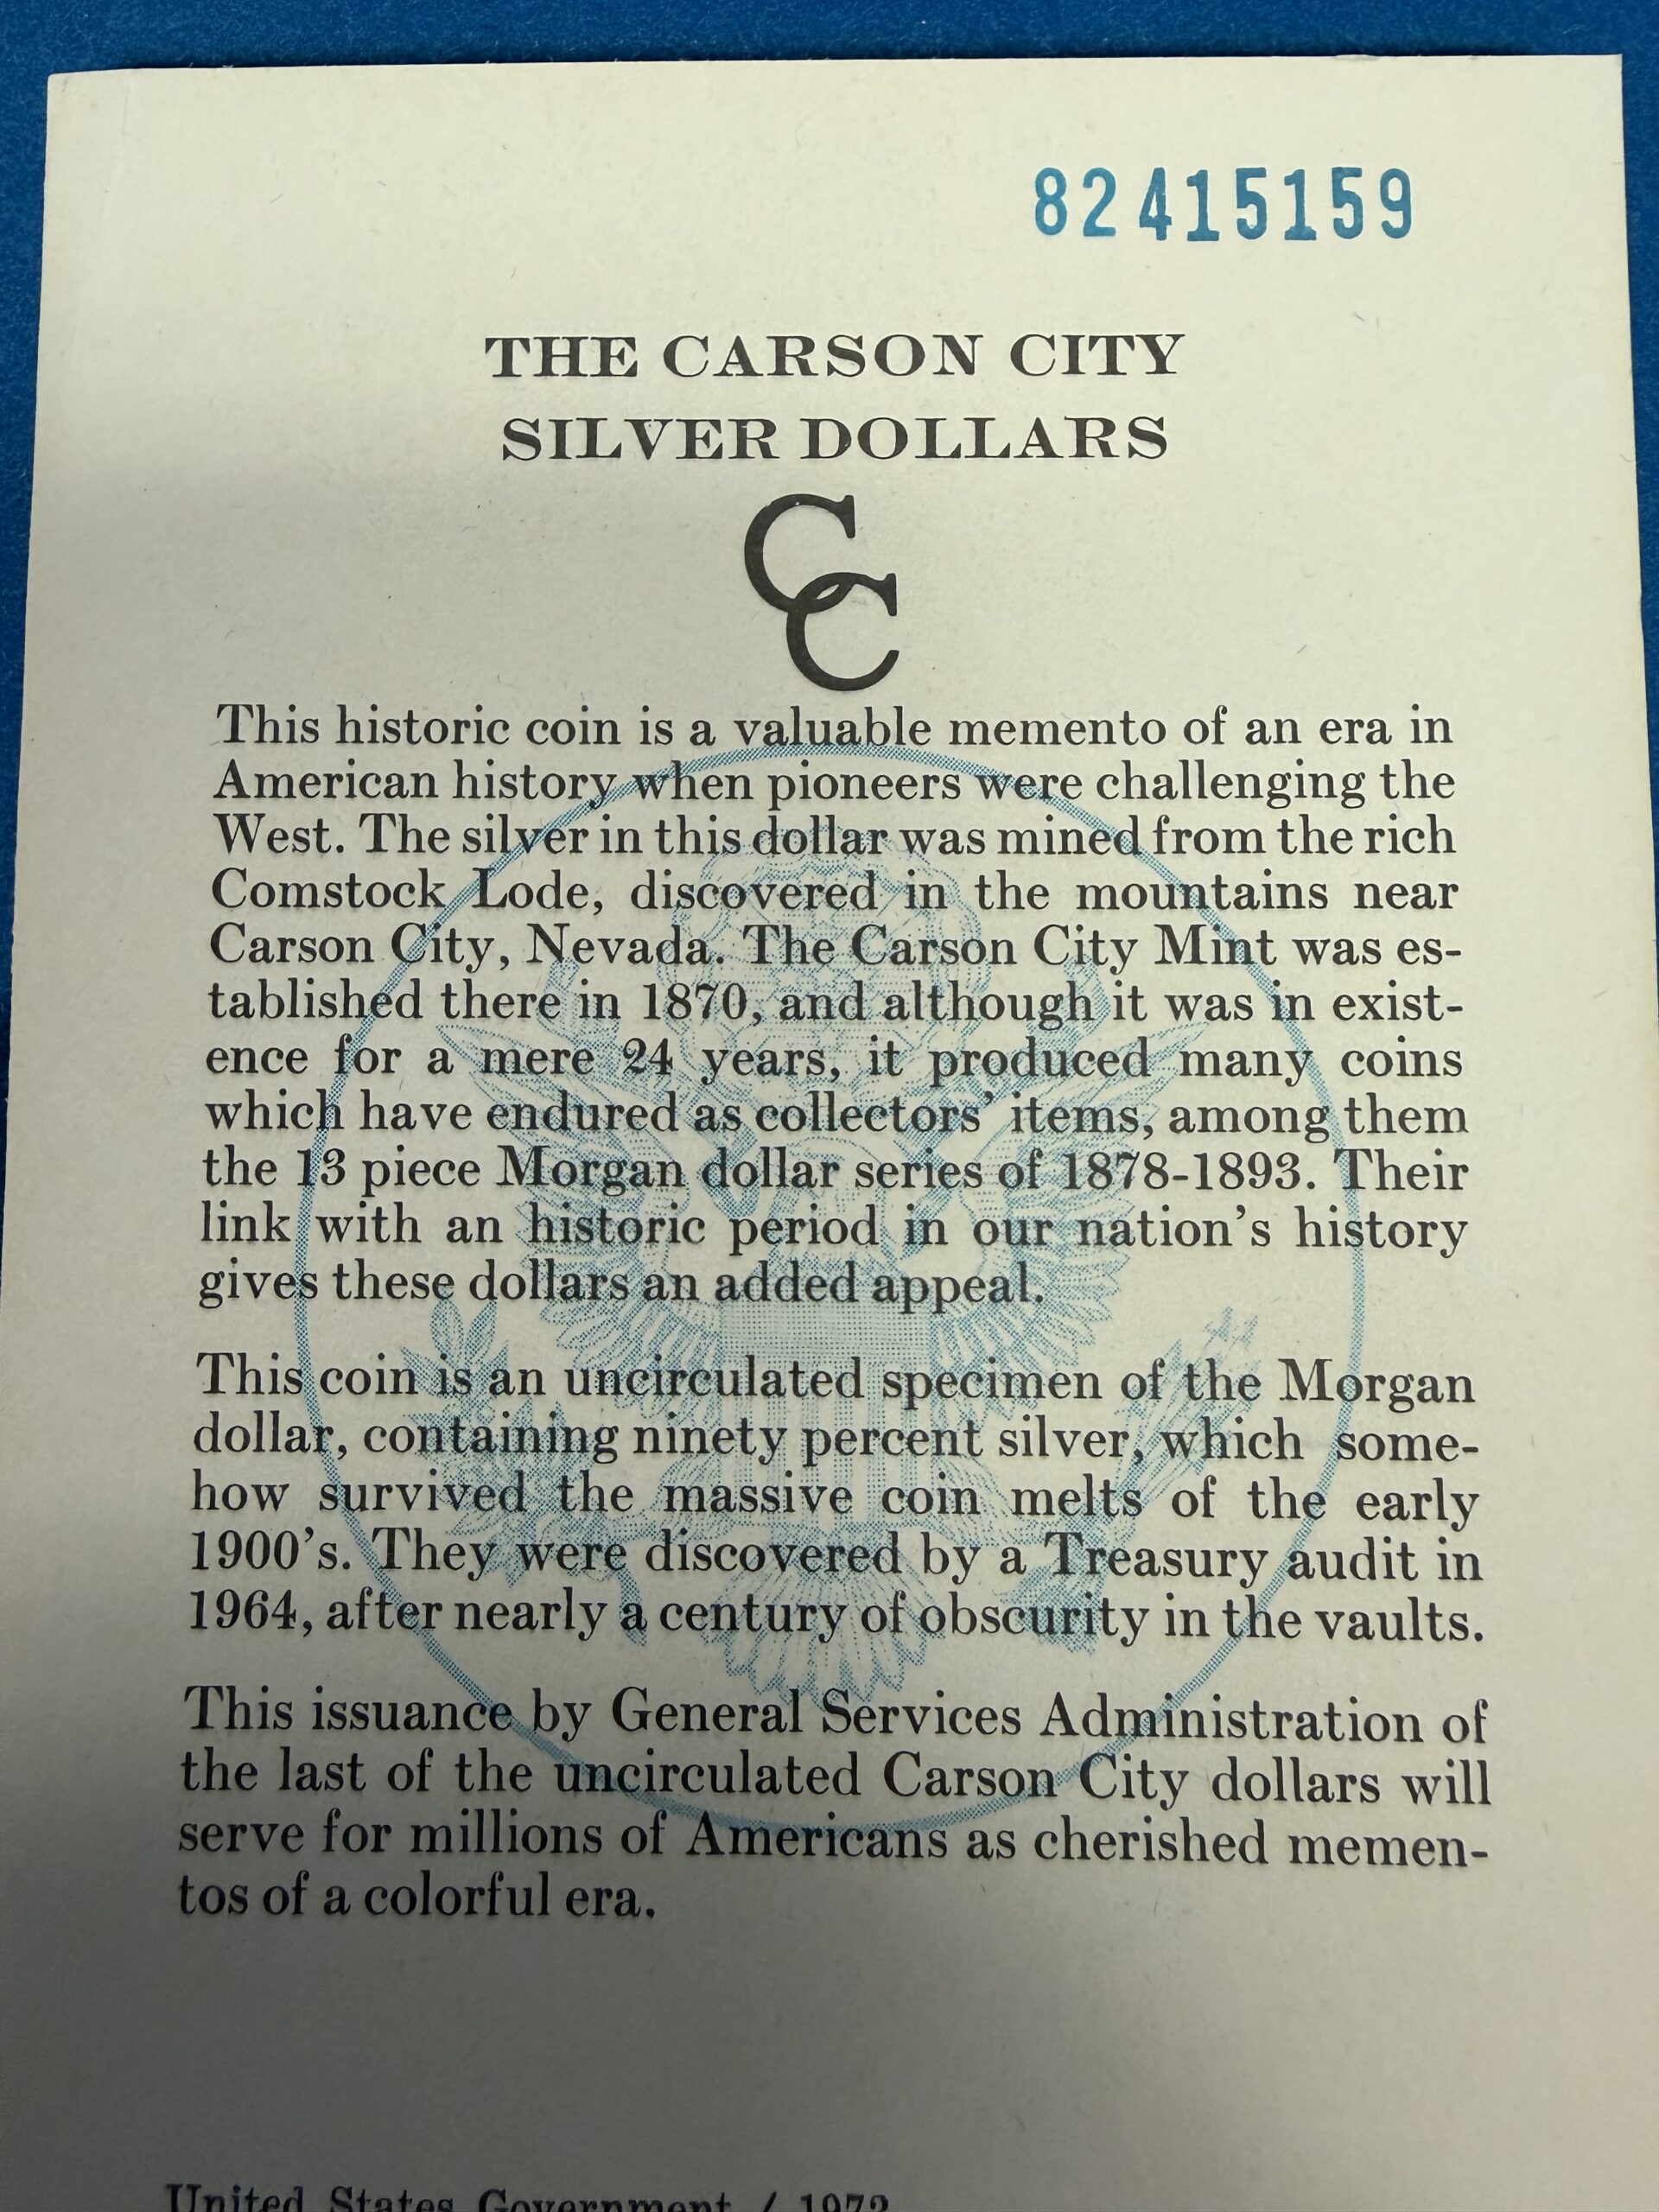 82415159
THE CARSON CITY
SILVER DOLLARS
CC
This historic coin is a valuable memento of an era in
American history when pioneers were challenging the
West. The silver in this dollar was mined from the rich
Comstock Lode, discovered in the mountains near
Carson City, Nevada. The Carson City Mint was es-
tablished there in 1870, and although it was in exist-
ence for a mere 24 years, it produced many coins
which have endured as collectors' items, among them
the 13 piece Morgan dollar series of 1878-1893. Their
link with an historic period in our nation's history
gives these dollars an added appeal.
This coin is an uncirculated specimen of the Morgan
dollar, containing ninety percent silver, which some-
how survived the massive coin melts of the early
1900's. They were discovered by a Treasury audit in
1964, after nearly a century of obscurity in the vaults.
This issuance by General Services Administration of
the last of the uncirculated Carson City dollars will
serve for millions of Americans as cherished memen-
tos of a colorful era.
United States Government / 1972